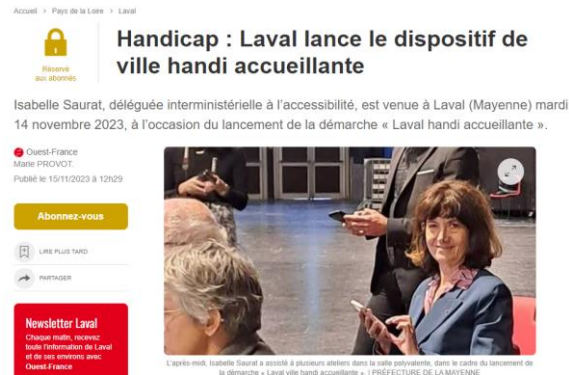 Accueil > Pays de la Loire > Laval
Réservé
aux abonnés
Handicap : Laval lance le dispositif de
ville handi accueillante
Isabelle Saurat, déléguée interministérielle à l'accessibilité, est venue à Laval (Mayenne) mardi
14 novembre 2023, à l'occasion du lancement de la démarche « Laval handi accueillante ».
Ouest-France
Marie PROVOT.
Publié le 15/11/2023 à 12h29
Abonnez-vous
LIRE PLUS TARD
PARTAGER
Newsletter Laval
Chaque matin, recevez
toute l'information de Laval
et de ses environs avec
Ouest-France
L'après-midi, Isabelle Saurat a assisté à plusieurs ateliers dans la salle polyvalente, dans le cadre du lancement de
la démarche « Laval ville handi accueillante ». | PRÉFECTURE DE LA MAYENNE